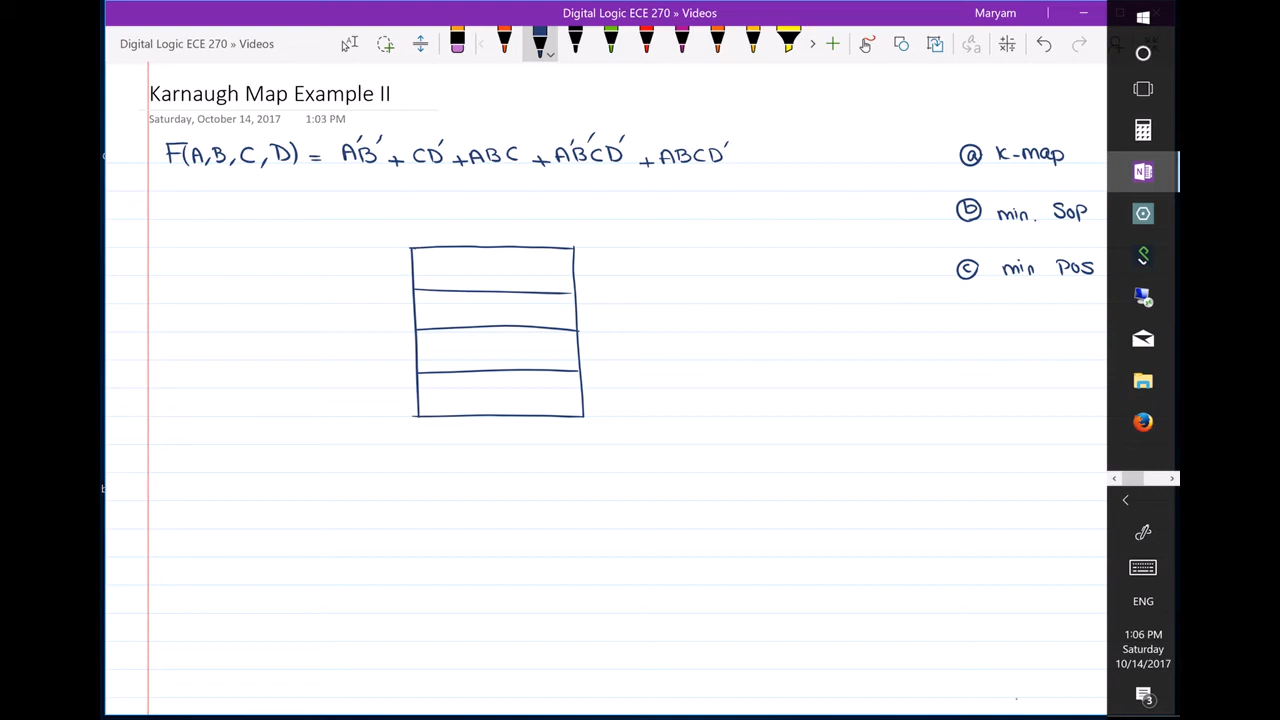 Digital Logic ECE 270 » Videos
Maryam
Digital Logic ECE 270 » Videos
Karnaugh Map Example II
Saturday, October 14, 2017 1:03 PM
F(A,B,C,D) = A'B' + CD' + ABC + A'B'CD' + ABCD'
ⓐ K-map
ⓑ min. SOP
ⓒ min POS
ENG
1:06 PM
Saturday
10/14/2017
3